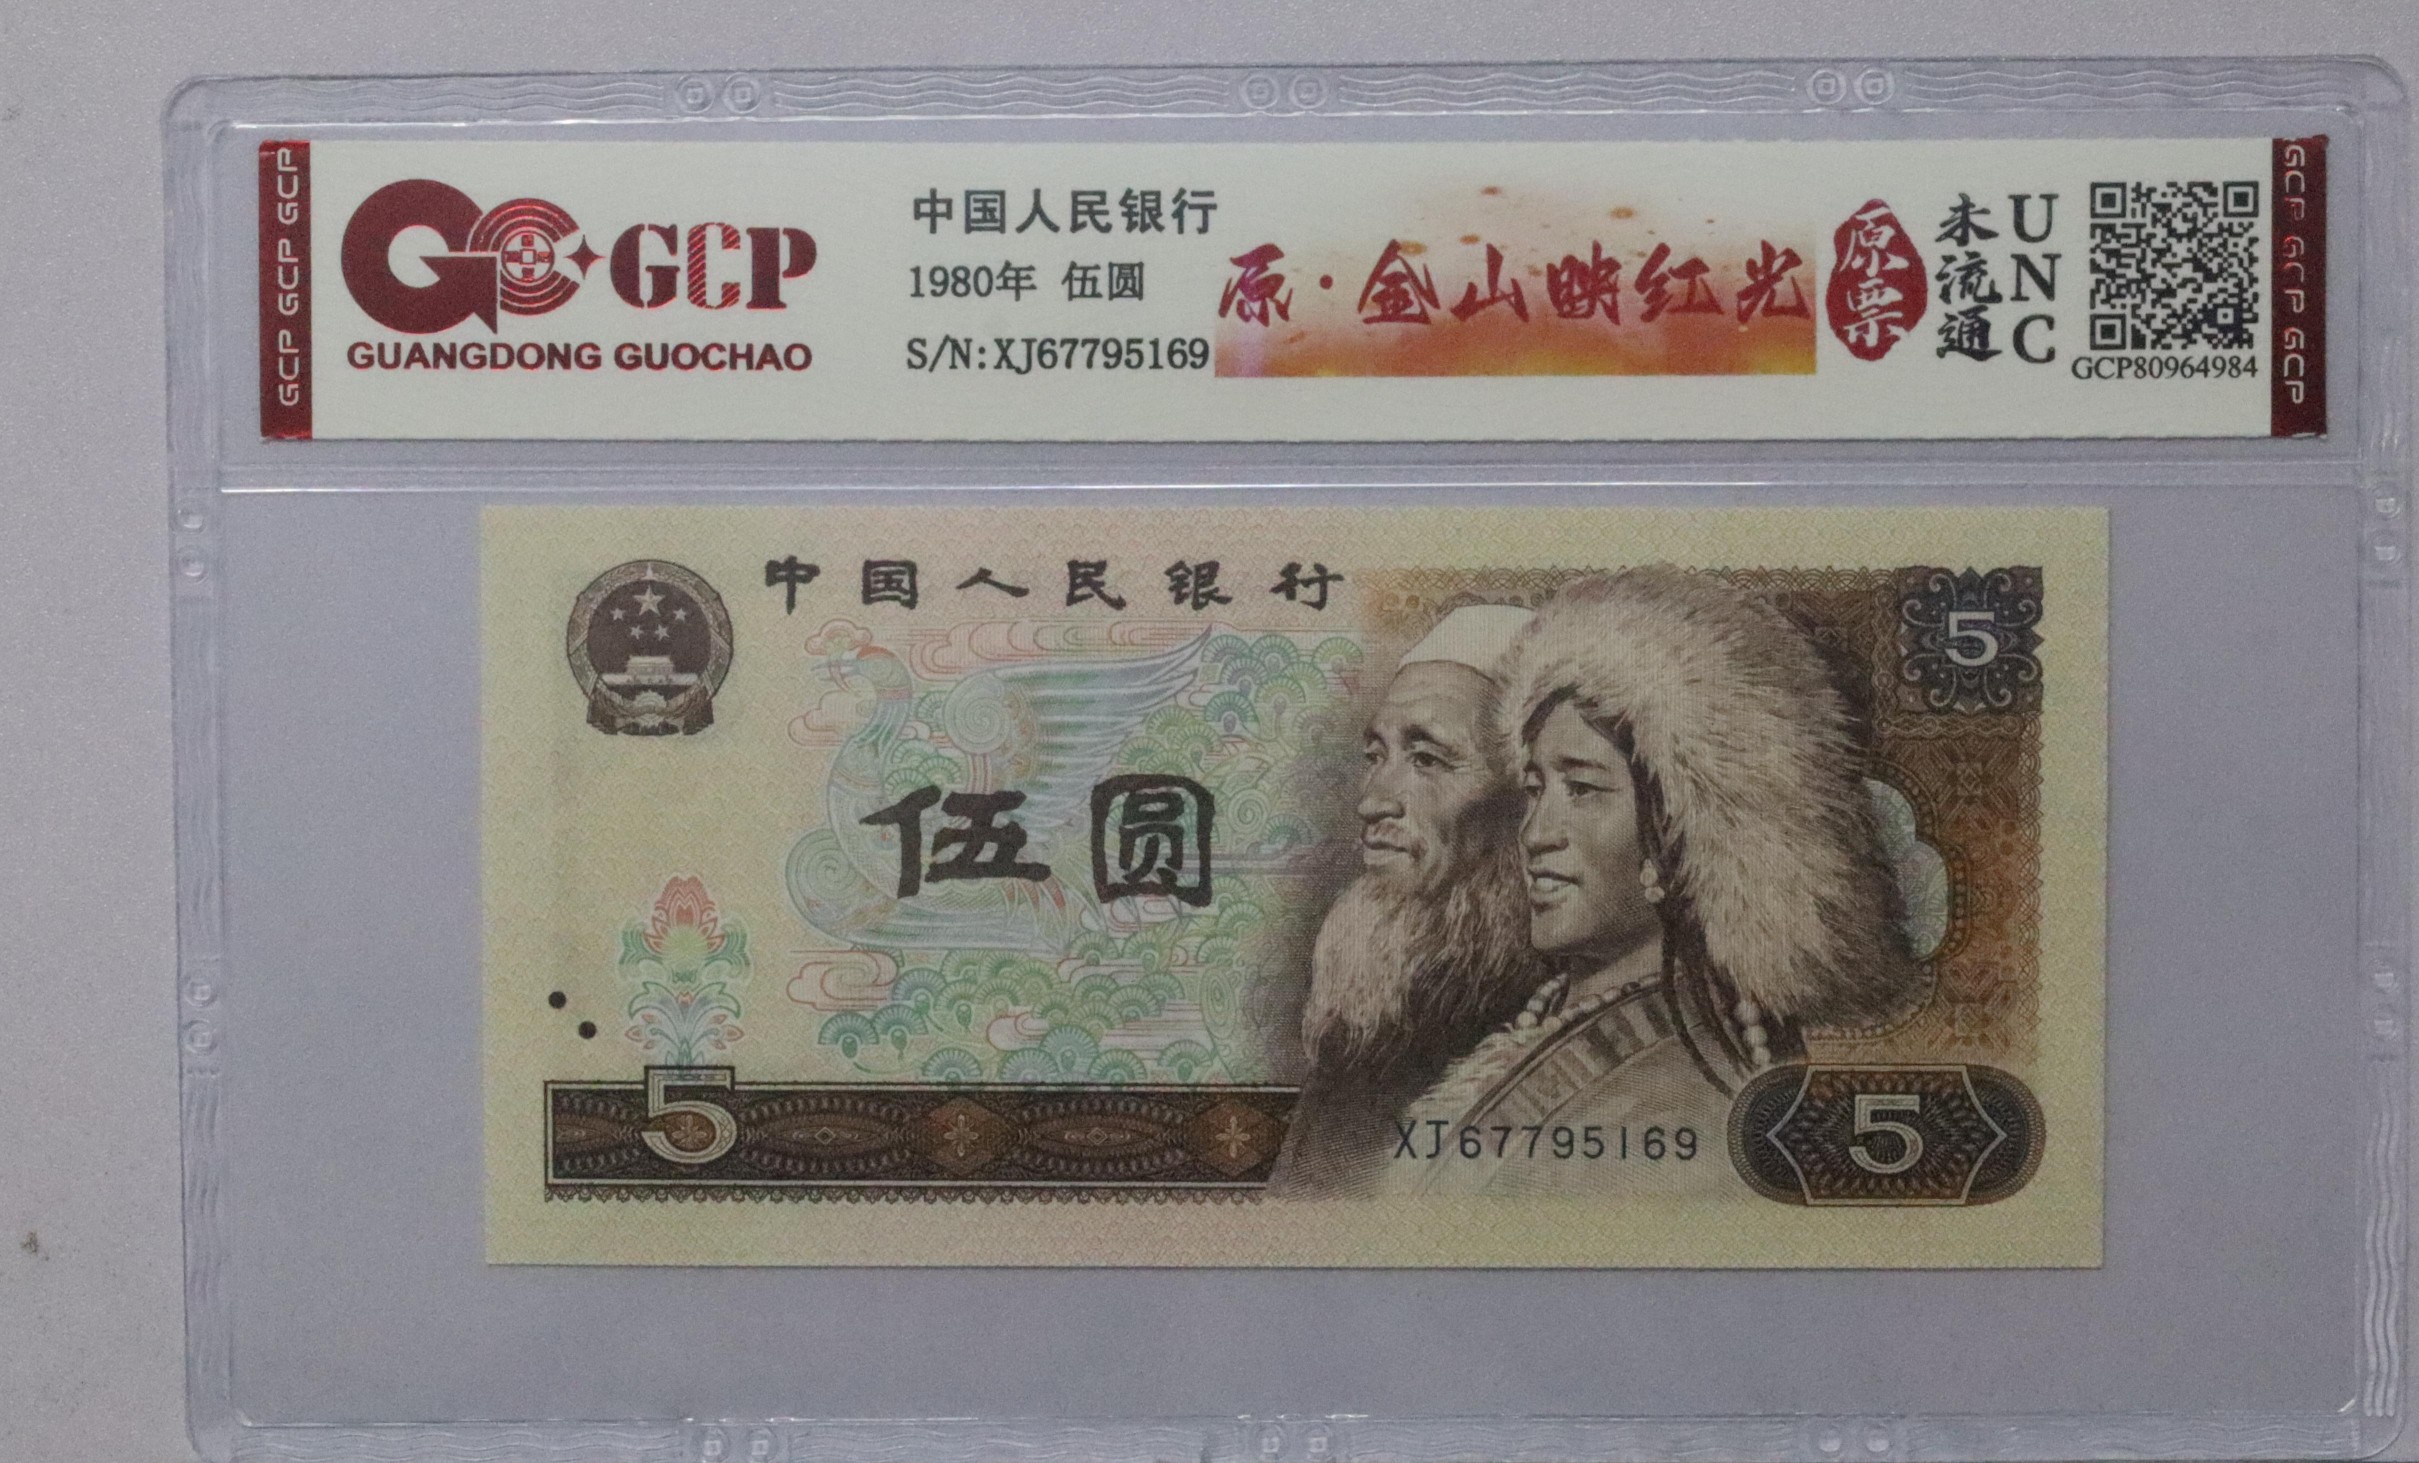 GCP GCP GCP
GCP
GUANGDONG GUOCHAO
中国人民银行
1980年 伍圆
S/N:XJ67795169
原·金山映红光
原票
未流通
UNC
GCP80964984
GCP GCP GCP
中国人民银行
5
伍圆
5
XJ67795169
5